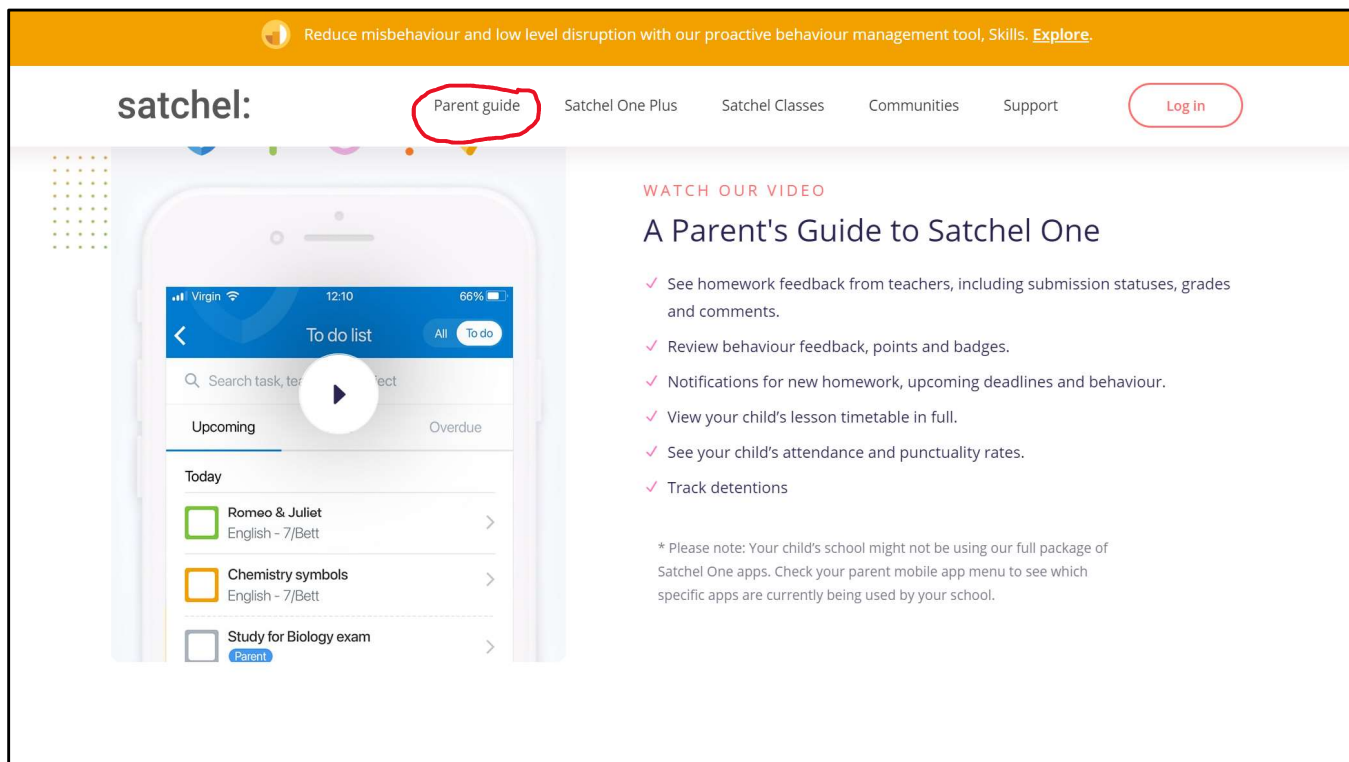 Reduce misbehaviour and low level disruption with our proactive behaviour management tool, Skills. Explore.
satchel:
Parent guide
Satchel One Plus
Satchel Classes
Communities
Support
Log in
Virgin
12:10
66%
To do list
All
To do
Search task, ect
Upcoming
Overdue
Today
Romeo & Juliet
English - 7/Bett
Chemistry symbols
English - 7/Bett
Study for Biology exam
Parent
WATCH OUR VIDEO
A Parent's Guide to Satchel One
✓ See homework feedback from teachers, including submission statuses, grades
and comments.
✓ Review behaviour feedback, points and badges.
✓ Notifications for new homework, upcoming deadlines and behaviour.
✓ View your child’s lesson timetable in full.
✓ See your child’s attendance and punctuality rates.
✓ Track detentions
* Please note: Your child’s school might not be using our full package of
Satchel One apps. Check your parent mobile app menu to see which
specific apps are currently being used by your school.